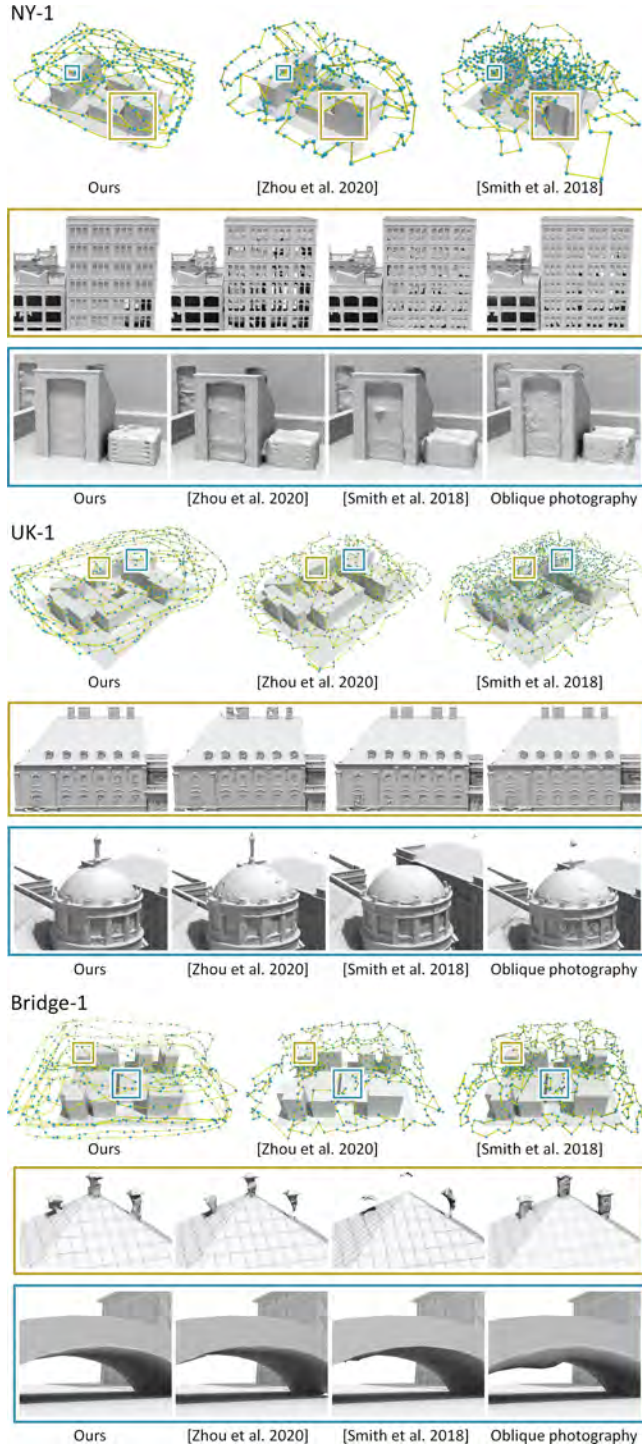 NY-1
Ours [Zhou et al. 2020] [Smith et al. 2018]
Ours [Zhou et al. 2020] [Smith et al. 2018] Oblique photography
UK-1
Ours [Zhou et al. 2020] [Smith et al. 2018]
Ours [Zhou et al. 2020] [Smith et al. 2018] Oblique photography
Bridge-1
Ours [Zhou et al. 2020] [Smith et al. 2018]
Ours [Zhou et al. 2020] [Smith et al. 2018] Oblique photography